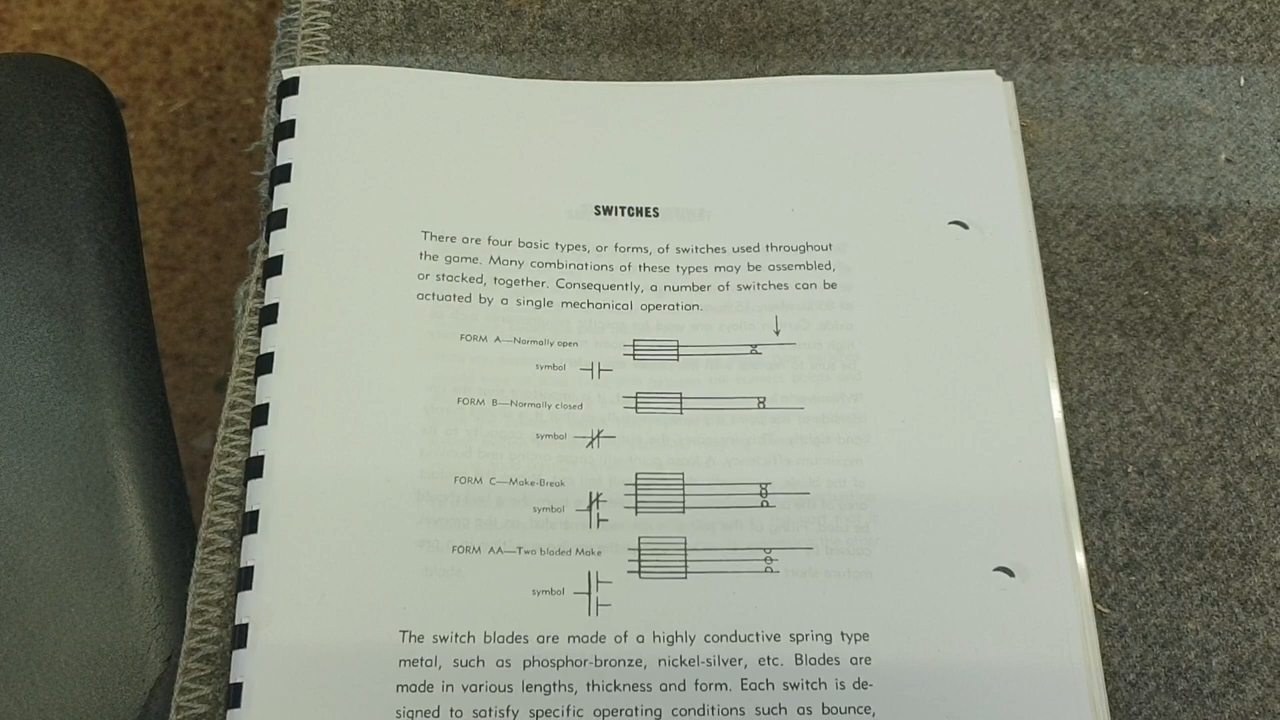 SWITCHES
There are four basic types, or forms, of switches used throughout
the game. Many combinations of these types may be assembled,
or stacked, together. Consequently, a number of switches can be
actuated by a single mechanical operation.
FORM A—Normally open
symbol
FORM B—Normally closed
symbol
FORM C—Make-Break
symbol
FORM AA—Two bladed Make
symbol
The switch blades are made of a highly conductive spring type
metal, such as phosphor-bronze, nickel-silver, etc. Blades are
made in various lengths, thickness and form. Each switch is de-
signed to satisfy specific operating conditions such as bounce,